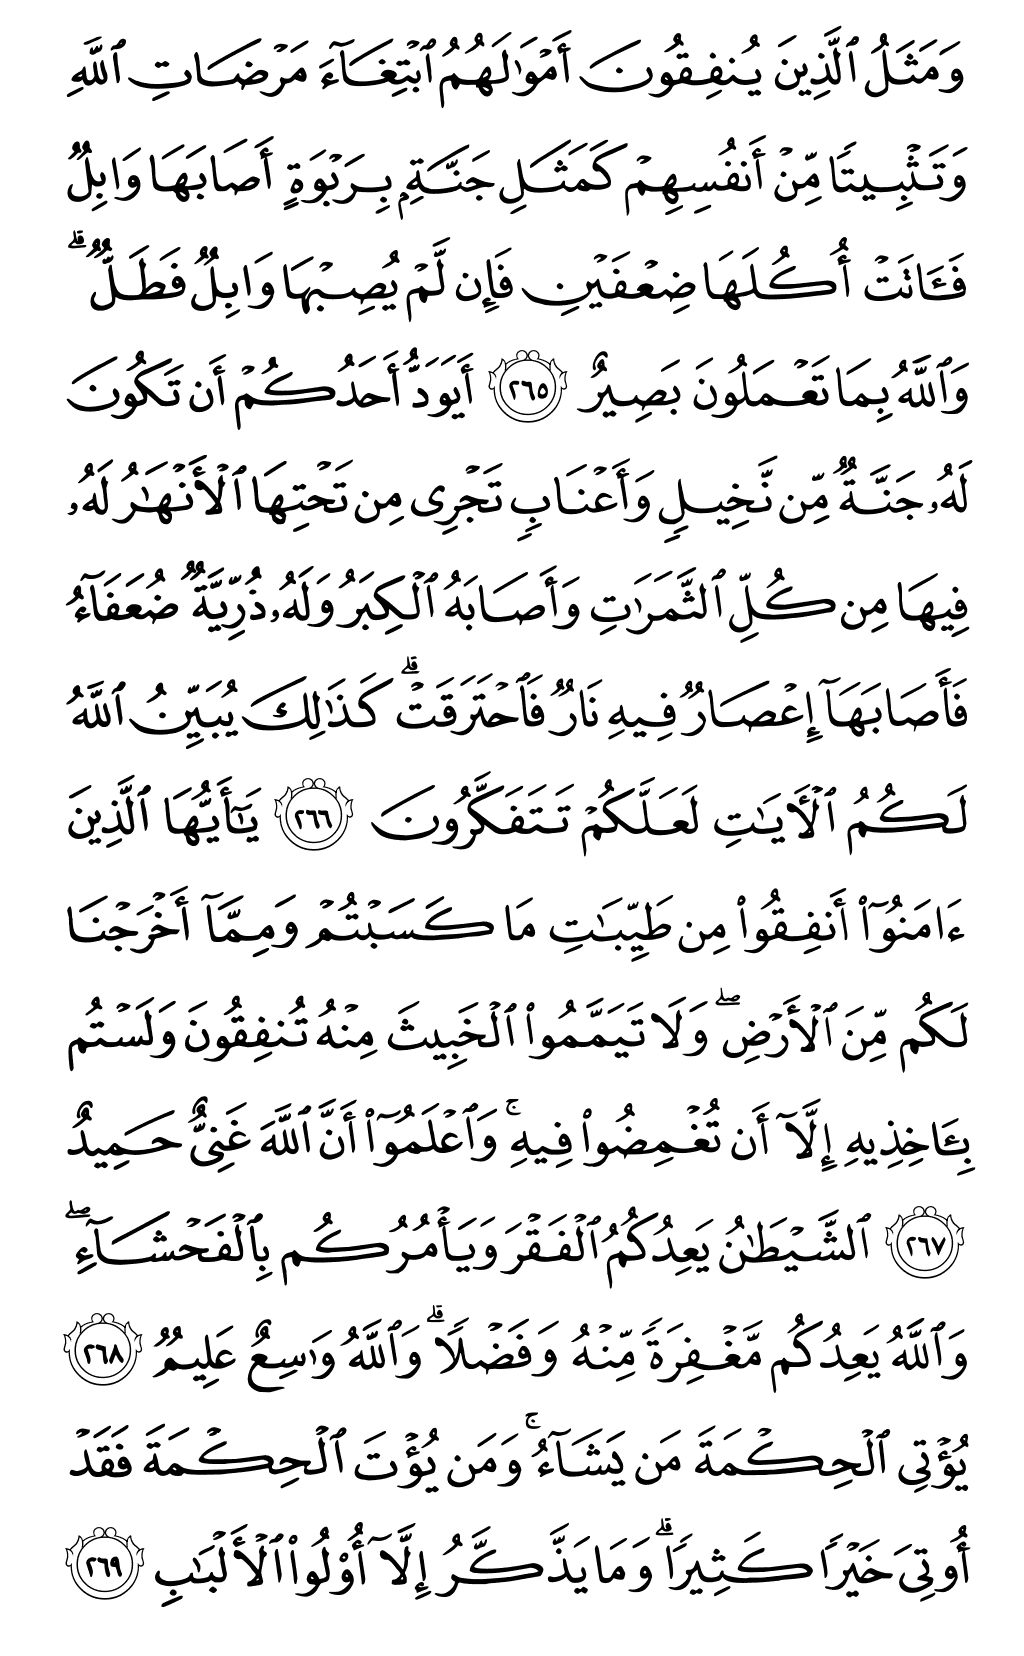 وَمَثَلُ ٱلَّذِينَ يُنفِقُونَ أَمْوَٰلَهُمُ ٱبْتِغَآءَ مَرْضَاتِ ٱللَّهِ
وَتَثْبِيتًا مِّنْ أَنفُسِهِمْ كَمَثَلِ جَنَّةٍۭ بِرَبْوَةٍ أَصَابَهَا وَابِلٌ
فَـَٔاتَتْ أُكُلَهَا ضِعْفَيْنِ فَإِن لَّمْ يُصِبْهَا وَابِلٌ فَطَلٌّ ۗ
وَٱللَّهُ بِمَا تَعْمَلُونَ بَصِيرٌ ٢٦٥ أَيَوَدُّ أَحَدُكُمْ أَن تَكُونَ
لَهُۥ جَنَّةٌ مِّن نَّخِيلٍ وَأَعْنَابٍ تَجْرِى مِن تَحْتِهَا ٱلْأَنْهَٰرُ لَهُۥ
فِيهَا مِن كُلِّ ٱلثَّمَرَٰتِ وَأَصَابَهُ ٱلْكِبَرُ وَلَهُۥ ذُرِّيَّةٌ ضُعَفَآءُ
فَأَصَابَهَآ إِعْصَارٌ فِيهِ نَارٌ فَٱحْتَرَقَتْ ۗ كَذَٰلِكَ يُبَيِّنُ ٱللَّهُ
لَكُمُ ٱلْـَٔايَٰتِ لَعَلَّكُمْ تَتَفَكَّرُونَ ٢٦٦ يَٰٓأَيُّهَا ٱلَّذِينَ
ءَامَنُوٓا۟ أَنفِقُوا۟ مِن طَيِّبَٰتِ مَا كَسَبْتُمْ وَمِمَّآ أَخْرَجْنَا
لَكُم مِّنَ ٱلْأَرْضِ ۖ وَلَا تَيَمَّمُوا۟ ٱلْخَبِيثَ مِنْهُ تُنفِقُونَ وَلَسْتُم
بِـَٔاخِذِيهِ إِلَّآ أَن تُغْمِضُوا۟ فِيهِ ۚ وَٱعْلَمُوٓا۟ أَنَّ ٱللَّهَ غَنِىٌّ حَمِيدٌ
٢٦٧ ٱلشَّيْطَٰنُ يَعِدُكُمُ ٱلْفَقْرَ وَيَأْمُرُكُم بِٱلْفَحْشَآءِ ۖ
وَٱللَّهُ يَعِدُكُم مَّغْفِرَةً مِّنْهُ وَفَضْلًا ۗ وَٱللَّهُ وَٰسِعٌ عَلِيمٌ ٢٦٨
يُؤْتِى ٱلْحِكْمَةَ مَن يَشَآءُ ۚ وَمَن يُؤْتَ ٱلْحِكْمَةَ فَقَدْ
أُوتِىَ خَيْرًا كَثِيرًا ۗ وَمَا يَذَّكَّرُ إِلَّآ أُو۟لُوا۟ ٱلْأَلْبَٰبِ ٢٦٩